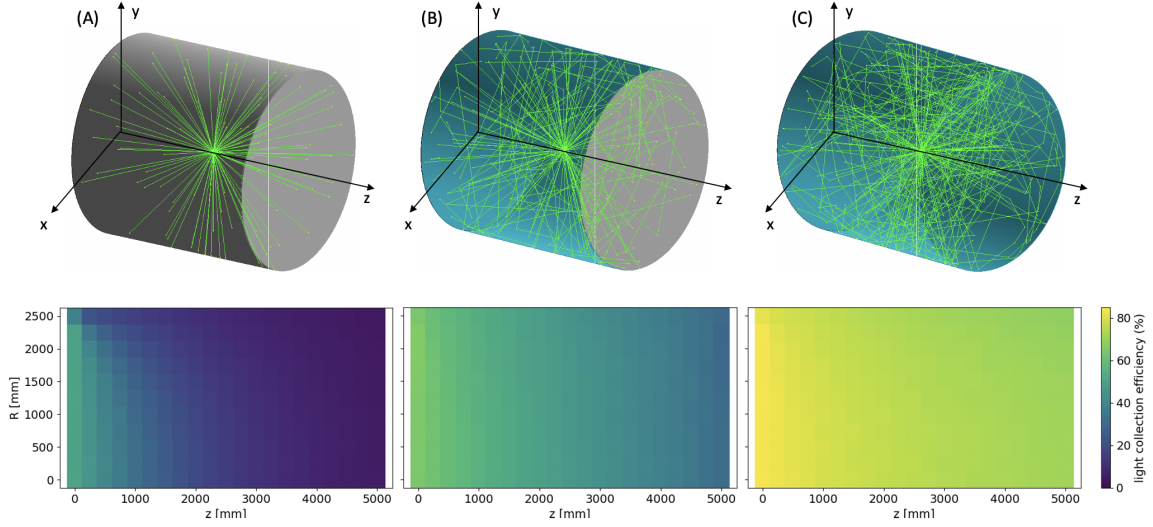 (A) y (B) y (C) y
x z x z x z
2500
2000
1500
1000
500
0
R [mm]
0 1000 2000 3000 4000 5000
z [mm]
0 1000 2000 3000 4000 5000
z [mm]
0 1000 2000 3000 4000 5000
z [mm]
80
60
40
20
0
light collection efficiency (%)